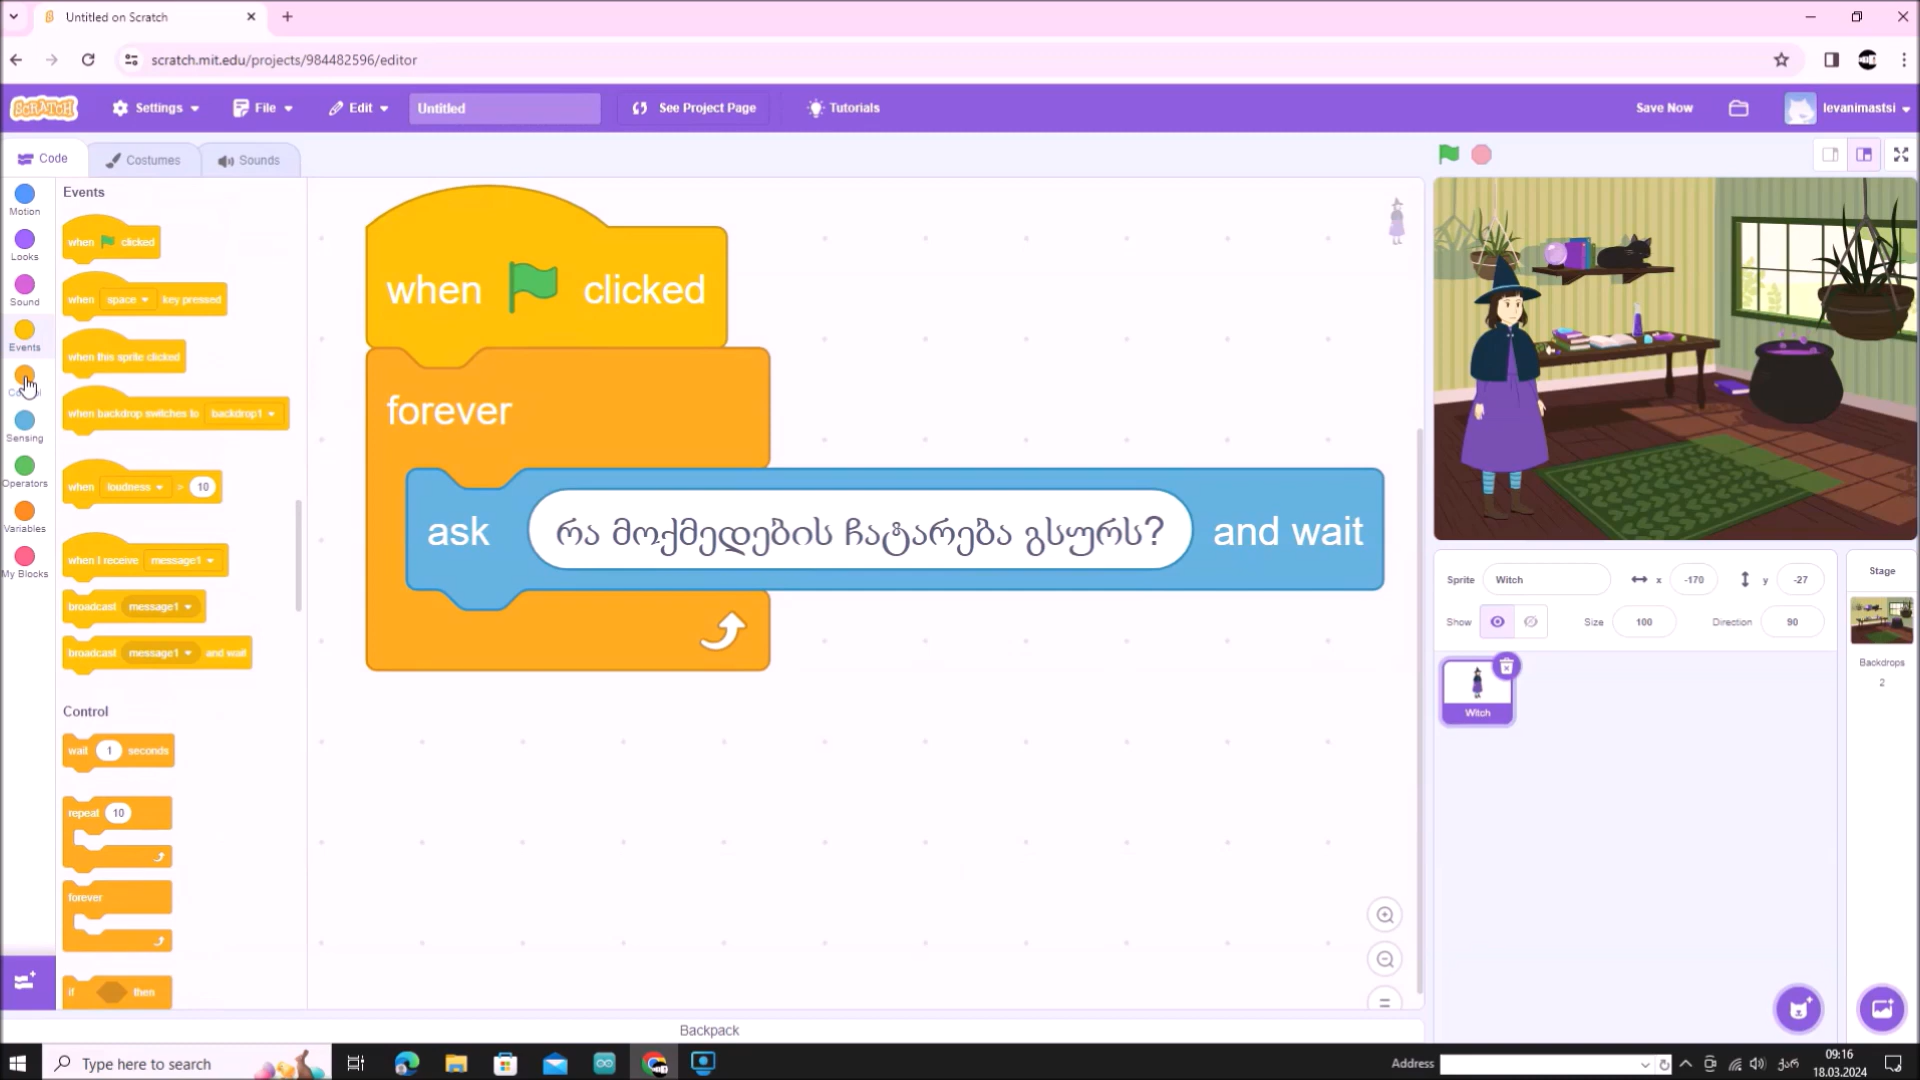 Untitled on Scratch
scratch.mit.edu/projects/984482596/editor
SCRATCH
Settings
File
Edit
Untitled
See Project Page
Tutorials
Save Now
levanimastsi
Code
Costumes
Sounds
Motion
Looks
Sound
Events
Sensing
Operators
Variables
My Blocks
Events
when clicked
when space key pressed
when this sprite clicked
when backdrop switches to backdrop1
when loudness > 10
when I receive message1
broadcast message1
broadcast message1 and wait
Control
wait 1 seconds
repeat 10
forever
if then
when clicked
forever
ask რა მოქმედების ჩატარება გსურს? and wait
Sprite Witch x -170 y -27
Show Size 100 Direction 90
Witch
Stage
Backdrops
2
Backpack
Type here to search
Address
ქარ
09:16
18.03.2024